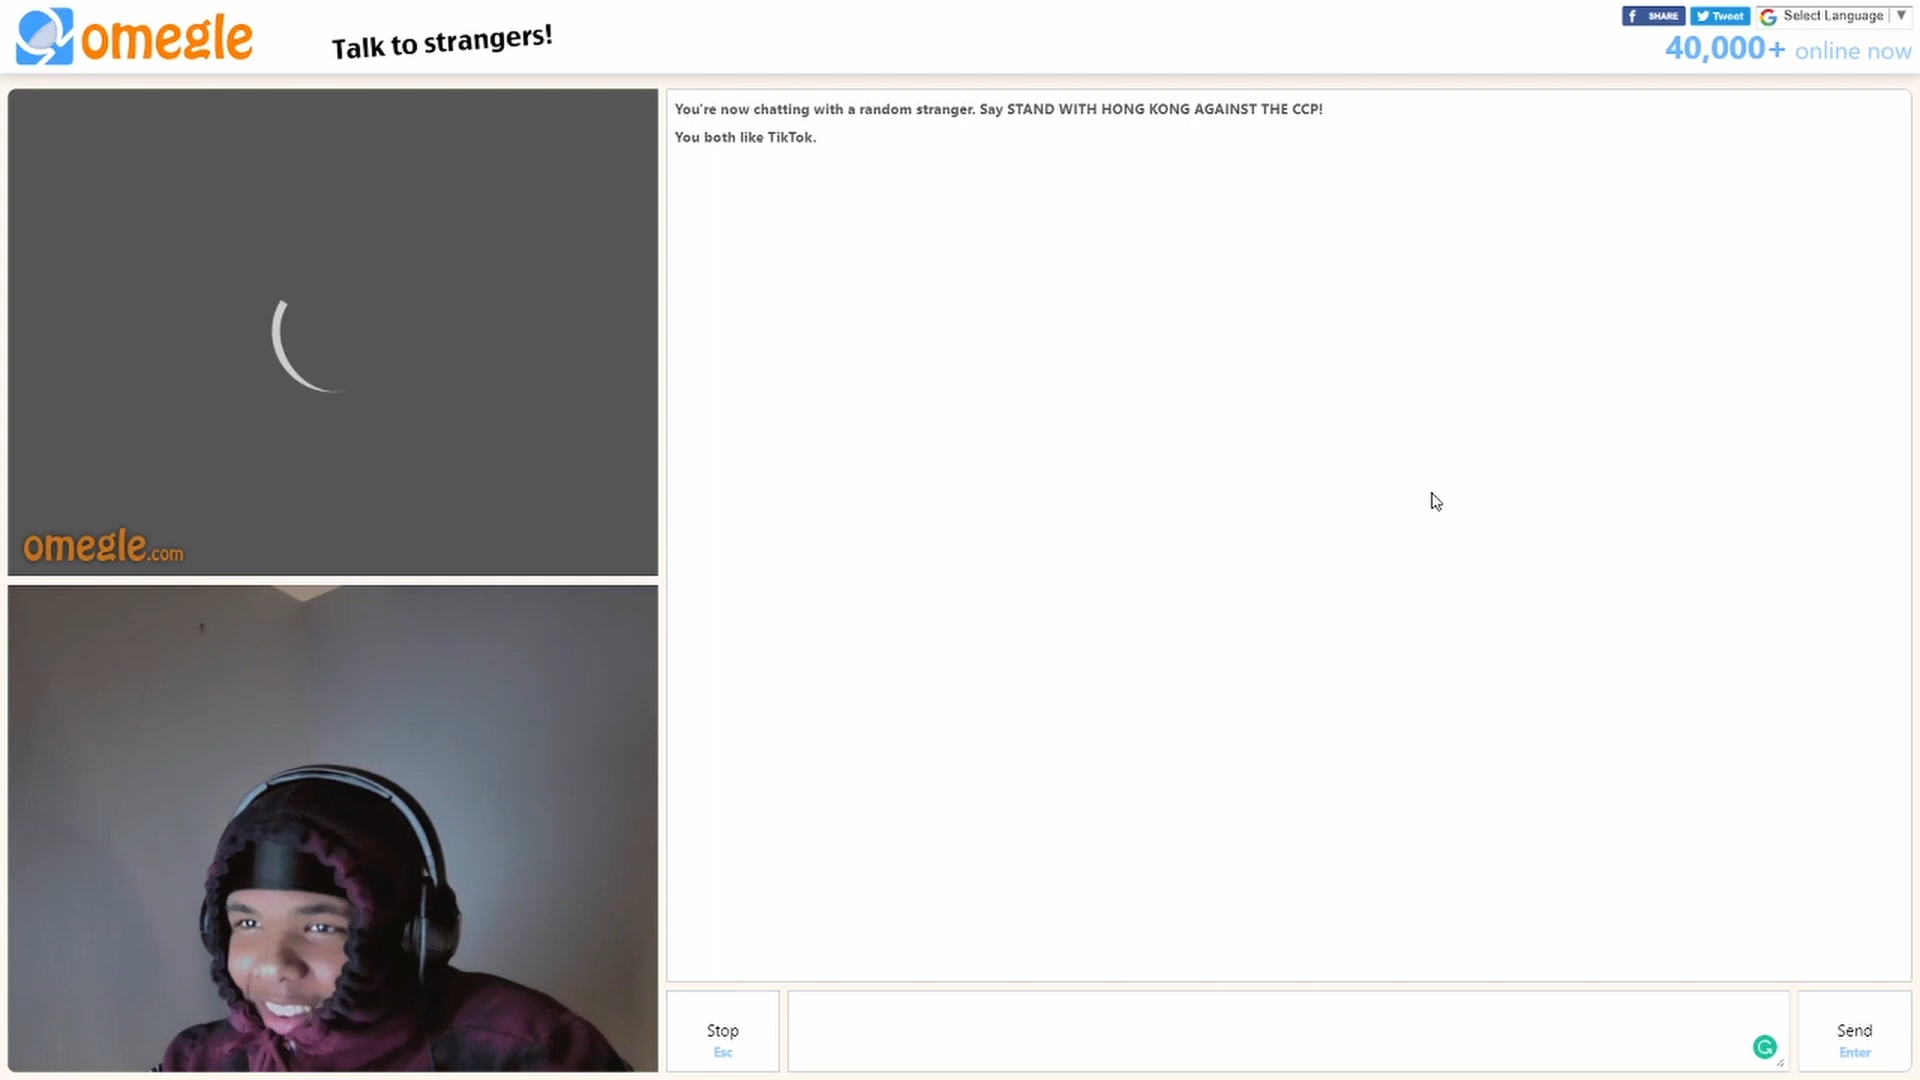 omegle
Talk to strangers!
SHARE
Tweet
Select Language
40,000+ online now
You're now chatting with a random stranger. Say STAND WITH HONG KONG AGAINST THE CCP!
You both like TikTok.
omegle.com
Stop
Esc
Send
Enter